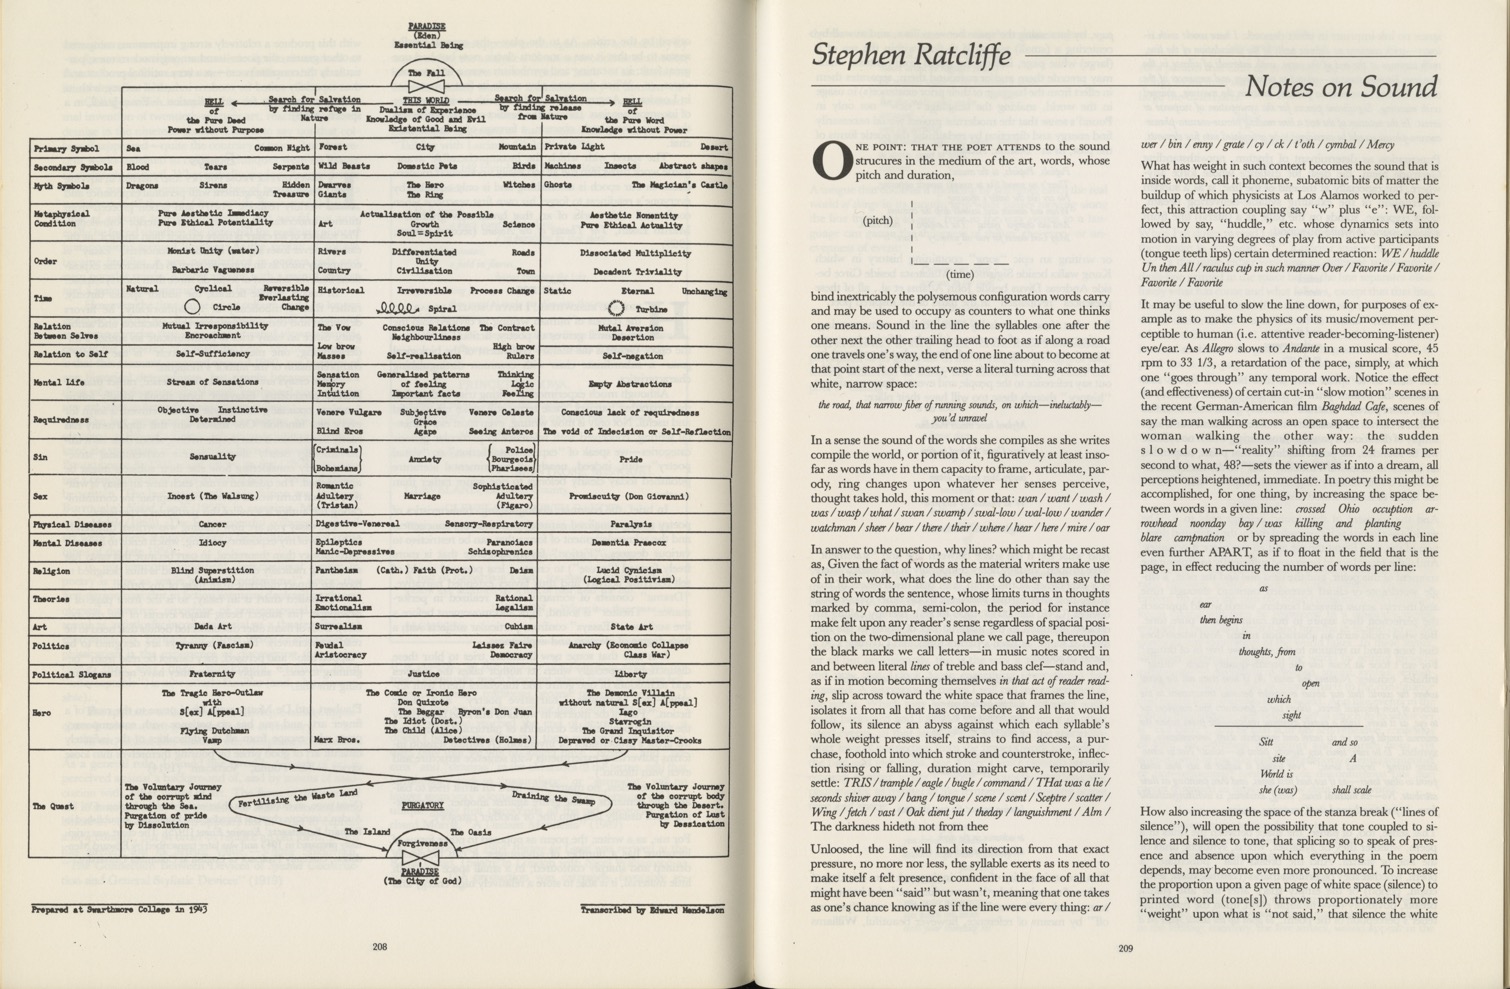 PARADISE
(Eden)
Essential Being
The Fall
HELL
of
the Pure Deed
Power without Purpose
Search for Salvation
by finding refuge in
Nature
THIS WORLD
Dualism of Experience
Knowledge of Good and Evil
Existential Being
Search for Salvation
by finding release
from Nature
HELL
of
the Pure Word
Knowledge without Power
Primary Symbol Sea Common Night Forest City Mountain Private Light Desert
Secondary Symbols Blood Tears Serpents Wild Beasts Domestic Pets Birds Machines Insects Abstract shapes
Myth Symbols Dragons Sirens Hidden Treasure Dwarves Giants The Hero The Ring Witches Ghosts The Magician's Castle
Metaphysical Condition Pure Aesthetic Immediacy Pure Ethical Potentiality Art Actualisation of the Possible Growth Soul=Spirit Science Aesthetic Nonentity Pure Ethical Actuality
Order Monist Unity (water) Barbaric Vagueness Rivers Country Differentiated Unity Civilisation Roads Town Dissociated Multiplicity Decadent Triviality
Time Natural Cyclical Reversible Everlasting Change Circle Historical Irreversible Process Change Spiral Static Eternal Unchanging Turbine
Relation Between Selves Mutual Irresponsibility Encroachment The Vow Conscious Relations Neighbourliness The Contract Mutal Aversion Desertion
Relation to Self Self-Sufficiency Low brow Masses Self-realisation High brow Rulers Self-negation
Mental Life Stream of Sensations Sensation Memory Intuition Generalized patterns of feeling Important facts Thinking Logic Feeling Empty Abstractions
Requiredness Objective Instinctive Determined Venere Vulgare Blind Eros Subjective Grace Agape Venere Celeste Seeing Anteros Conscious lack of requiredness The void of Indecision or Self-Reflection
Sin Sensuality Criminals Bohemians Anxiety Police Bourgeois Pharisees Pride
Sex Incest (The Walsung) Romantic Adultery (Tristan) Marriage Sophisticated Adultery (Figaro) Promiscuity (Don Giovanni)
Physical Diseases Cancer Digestive-Venereal Sensory-Respiratory Paralysis
Mental Diseases Idiocy Epileptics Manic-Depressives Paranoiacs Schizophrenics Dementia Praecox
Religion Blind Superstition (Animism) Pantheism (Cath.) Faith (Prot.) Deism Lucid Cynicism (Logical Positivism)
Theories Irrational Emotionalism Rational Legalism
Art Dada Art Surrealism Cubism State Art
Politics Tyranny (Fascism) Feudal Aristocracy Laisses Faire Democracy Anarchy (Economic Collapse Class War)
Political Slogans Fraternity Justice Liberty
Hero
The Tragic Hero-Outlaw
with
S[ex] A[ppeal]
Flying Dutchman
Vamp
The Comic or Ironic Hero
Don Quixote
The Beggar Byron's Don Juan
The Idiot (Dost.)
The Child (Alice)
Marx Bros. Detectives (Holmes)
The Demonic Villain
without natural S[ex] A[ppeal]
Iago
Stavrogin
The Grand Inquisitor
Depraved or Cissy Master-Crooks
The Quest
The Voluntary Journey
of the corrupt mind
through the Sea.
Purgation of pride
by Dissolution
Fertilising the Waste Land
PURGATORY
Draining the Swamp
The Voluntary Journey
of the corrupt body
through the Desert.
Purgation of Lust
by Dessication
The Island
The Oasis
Forgiveness
PARADISE
(The City of God)
Prepared at Swarthmore College in 1943
Transcribed by Edward Mendelson
208
Stephen Ratcliffe
Notes on Sound
ONE POINT: THAT THE POET ATTENDS to the sound
strucures in the medium of the art, words, whose
pitch and duration,
(pitch)
(time)
bind inextricably the polysemous configuration words carry
and may be used to occupy as counters to what one thinks
one means. Sound in the line the syllables one after the
other next the other trailing head to foot as if along a road
one travels one's way, the end of one line about to become at
that point start of the next, verse a literal turning across that
white, narrow space:
the road, that narrow fiber of running sounds, on which—ineluctably—
you'd unravel
In a sense the sound of the words she compiles as she writes
compile the world, or portion of it, figuratively at least inso-
far as words have in them capacity to frame, articulate, par-
ody, ring changes upon whatever her senses perceive,
thought takes hold, this moment or that: wan / want / wash /
was / wasp / what / swan / swamp / swal-low / wal-low / wander /
watchman / sheer / bear / there / their / where / hear / here / mire / oar
In answer to the question, why lines? which might be recast
as, Given the fact of words as the material writers make use
of in their work, what does the line do other than say the
string of words the sentence, whose limits turns in thoughts
marked by comma, semi-colon, the period for instance
make felt upon any reader's sense regardless of spacial posi-
tion on the two-dimensional plane we call page, thereupon
the black marks we call letters—in music notes scored in
and between literal lines of treble and bass clef—stand and,
as if in motion becoming themselves in that act of reader read-
ing, slip across toward the white space that frames the line,
isolates it from all that has come before and all that would
follow, its silence an abyss against which each syllable's
whole weight presses itself, strains to find access, a pur-
chase, foothold into which stroke and counterstroke, inflec-
tion rising or falling, duration might carve, temporarily
settle: TRIS / trample / eagle / bugle / command / THat was a lie /
seconds shiver away / bang / tongue / scene / scent / Sceptre / scatter /
Wing / fetch / vast / Oak dient jut / theday / languishment / Alm /
The darkness hideth not from thee
Unloosed, the line will find its direction from that exact
pressure, no more nor less, the syllable exerts as its need to
make itself a felt presence, confident in the face of all that
might have been "said" but wasn't, meaning that one takes
as one's chance knowing as if the line were every thing: ar /
wer / bin / enny / grate / cy / ck / t'oth / cymbal / Mercy
What has weight in such context becomes the sound that is
inside words, call it phoneme, subatomic bits of matter the
buildup of which physicists at Los Alamos worked to per-
fect, this attraction coupling say "w" plus "e": WE, fol-
lowed by say, "huddle," etc. whose dynamics sets into
motion in varying degrees of play from active participants
(tongue teeth lips) certain determined reaction: WE / huddle
Un then All / raculus cup in such manner Over / Favorite / Favorite /
Favorite / Favorite
It may be useful to slow the line down, for purposes of ex-
ample as to make the physics of its music/movement per-
ceptible to human (i.e. attentive reader-becoming-listener)
eye/ear. As Allegro slows to Andante in a musical score, 45
rpm to 33 1/3, a retardation of the pace, simply, at which
one "goes through" any temporal work. Notice the effect
(and effectiveness) of certain cut-in "slow motion" scenes in
the recent German-American film Baghdad Cafe, scenes of
say the man walking across an open space to intersect the
woman walking the other way: the sudden
s l o w d o w n—"reality" shifting from 24 frames per
second to what, 48?—sets the viewer as if into a dream, all
perceptions heightened, immediate. In poetry this might be
accomplished, for one thing, by increasing the space be-
tween words in a given line: crossed Ohio occuption ar-
rowhead noonday bay / was killing and planting
blare campnation or by spreading the words in each line
even further APART, as if to float in the field that is the
page, in effect reducing the number of words per line:
as
ear
then begins
in
thoughts, from
to
open
which
sight
Sitt and so
site A
World is
she (was) shall scale
How also increasing the space of the stanza break ("lines of
silence"), will open the possibility that tone coupled to si-
lence and silence to tone, that splicing so to speak of pres-
ence and absence upon which everything in the poem
depends, may become even more pronounced. To increase
the proportion upon a given page of white space (silence) to
printed word (tone[s]) throws proportionately more
"weight" upon what is "not said," that silence the white
209